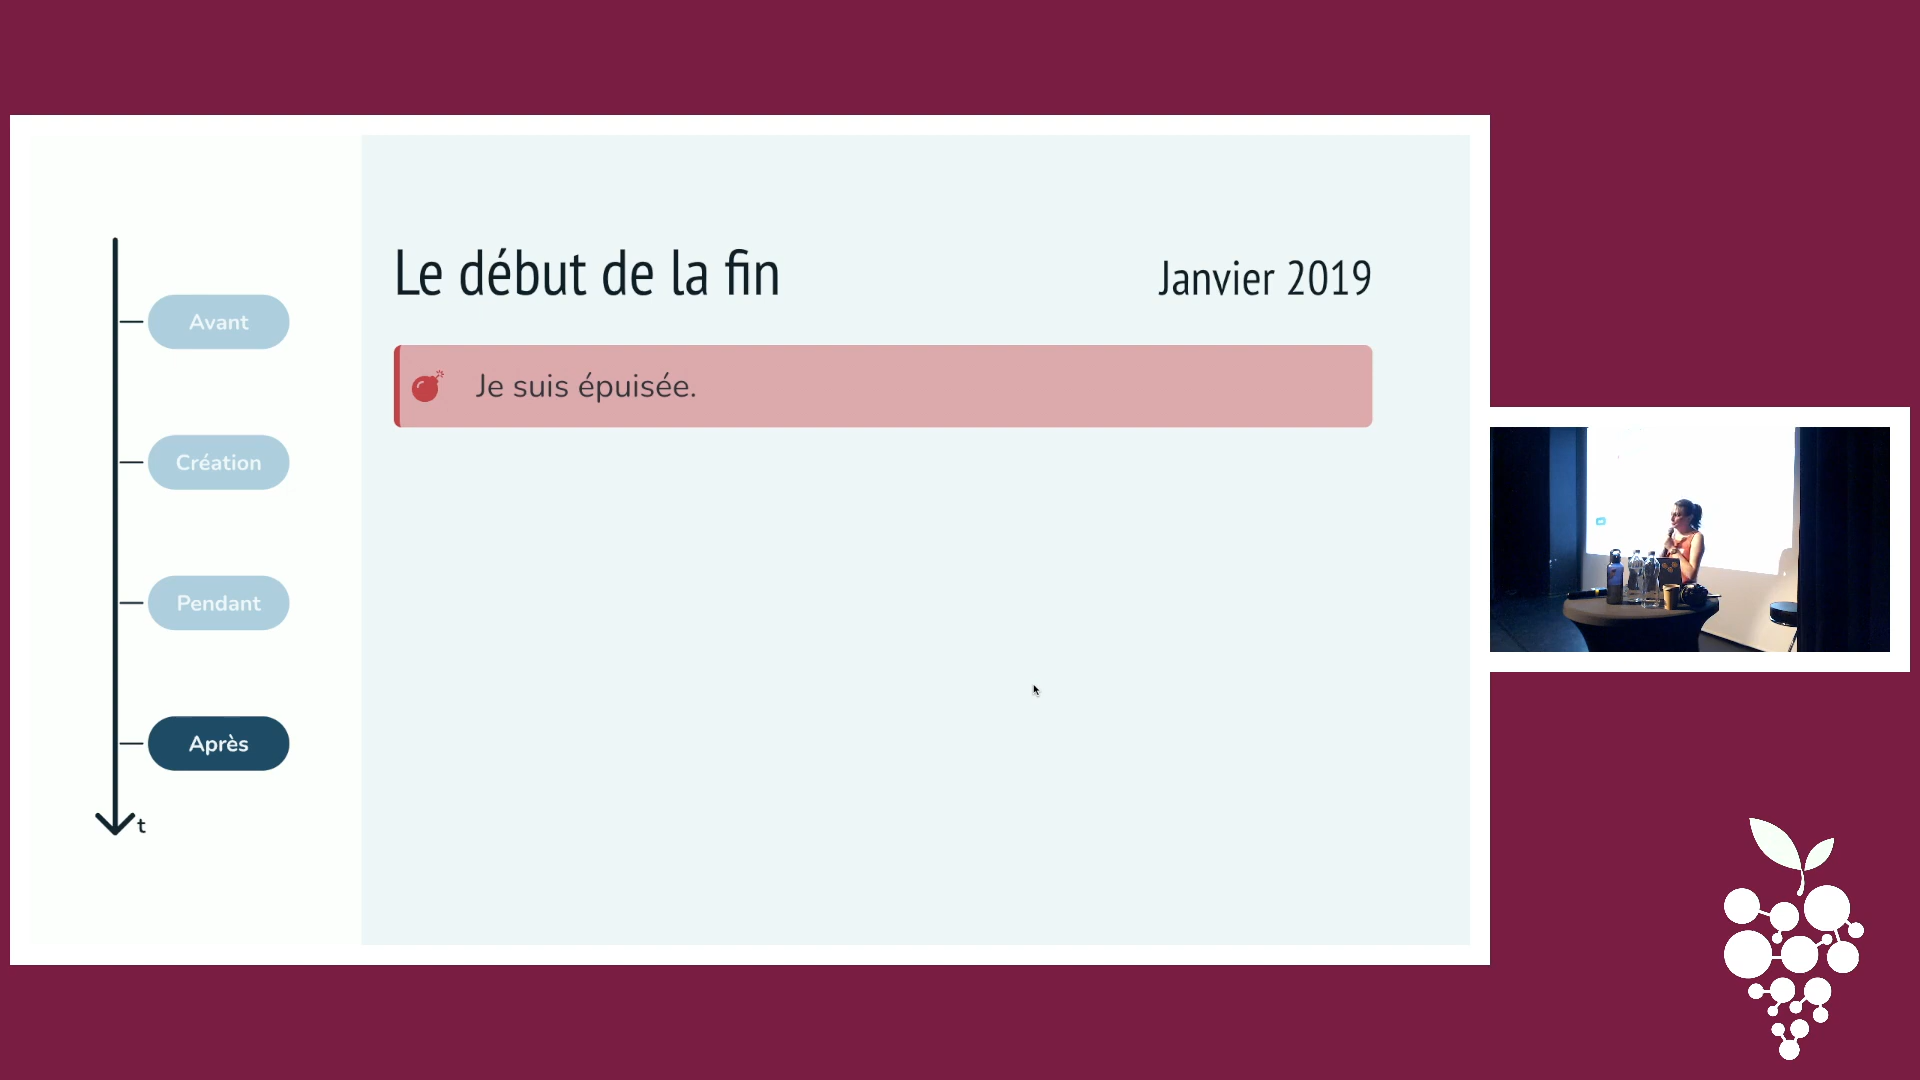 Avant
Création
Pendant
Après
t
Le début de la fin
Janvier 2019
Je suis épuisée.